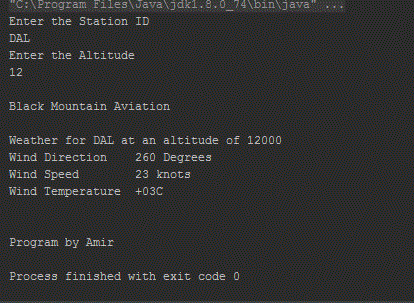 "C:\Program Files\Java\jdk1.8.0_74\bin\java" ...
Enter the Station ID
DAL
Enter the Altitude
12
Black Mountain Aviation
Weather for DAL at an altitude of 12000
Wind Direction    260 Degrees
Wind Speed        23 knots
Wind Temperature  +03C
Program by Amir
Process finished with exit code 0